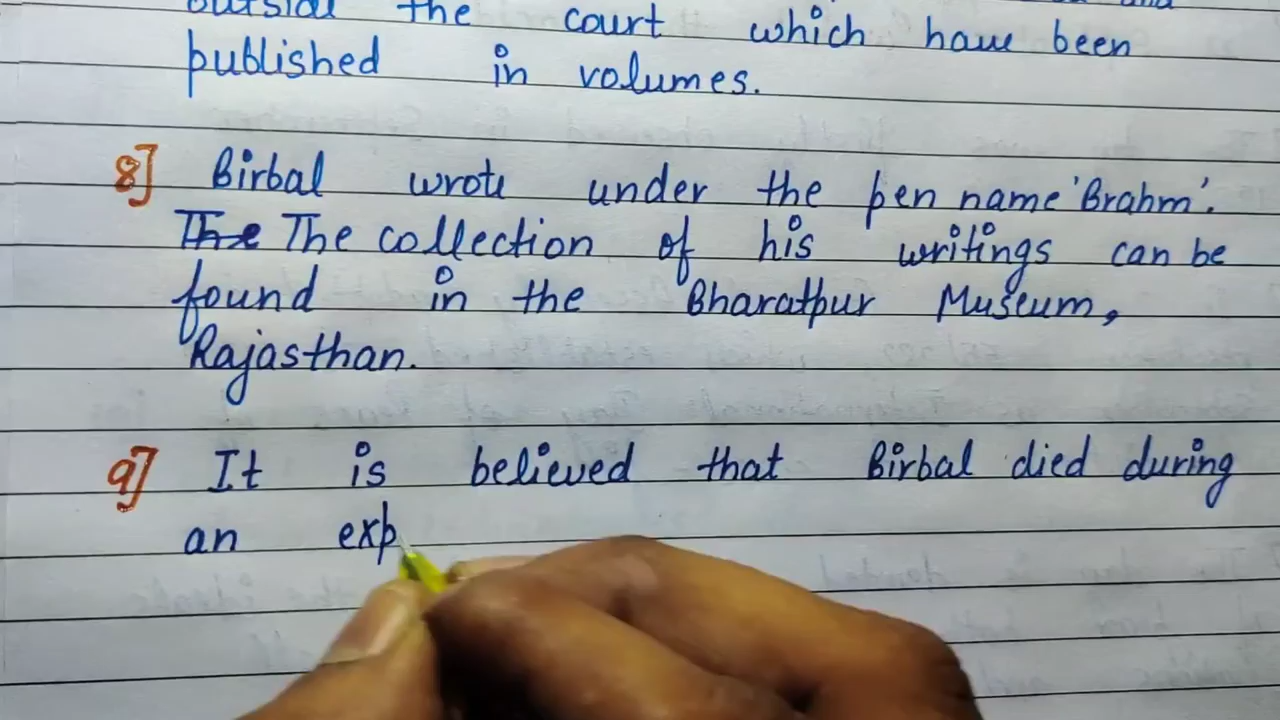 outside the court which have been
published in volumes.
8] Birbal wrote under the pen name 'Brahm'.
The The collection of his writings can be
found in the Bharatpur Museum,
Rajasthan.
9] It is believed that Birbal died during
an exp